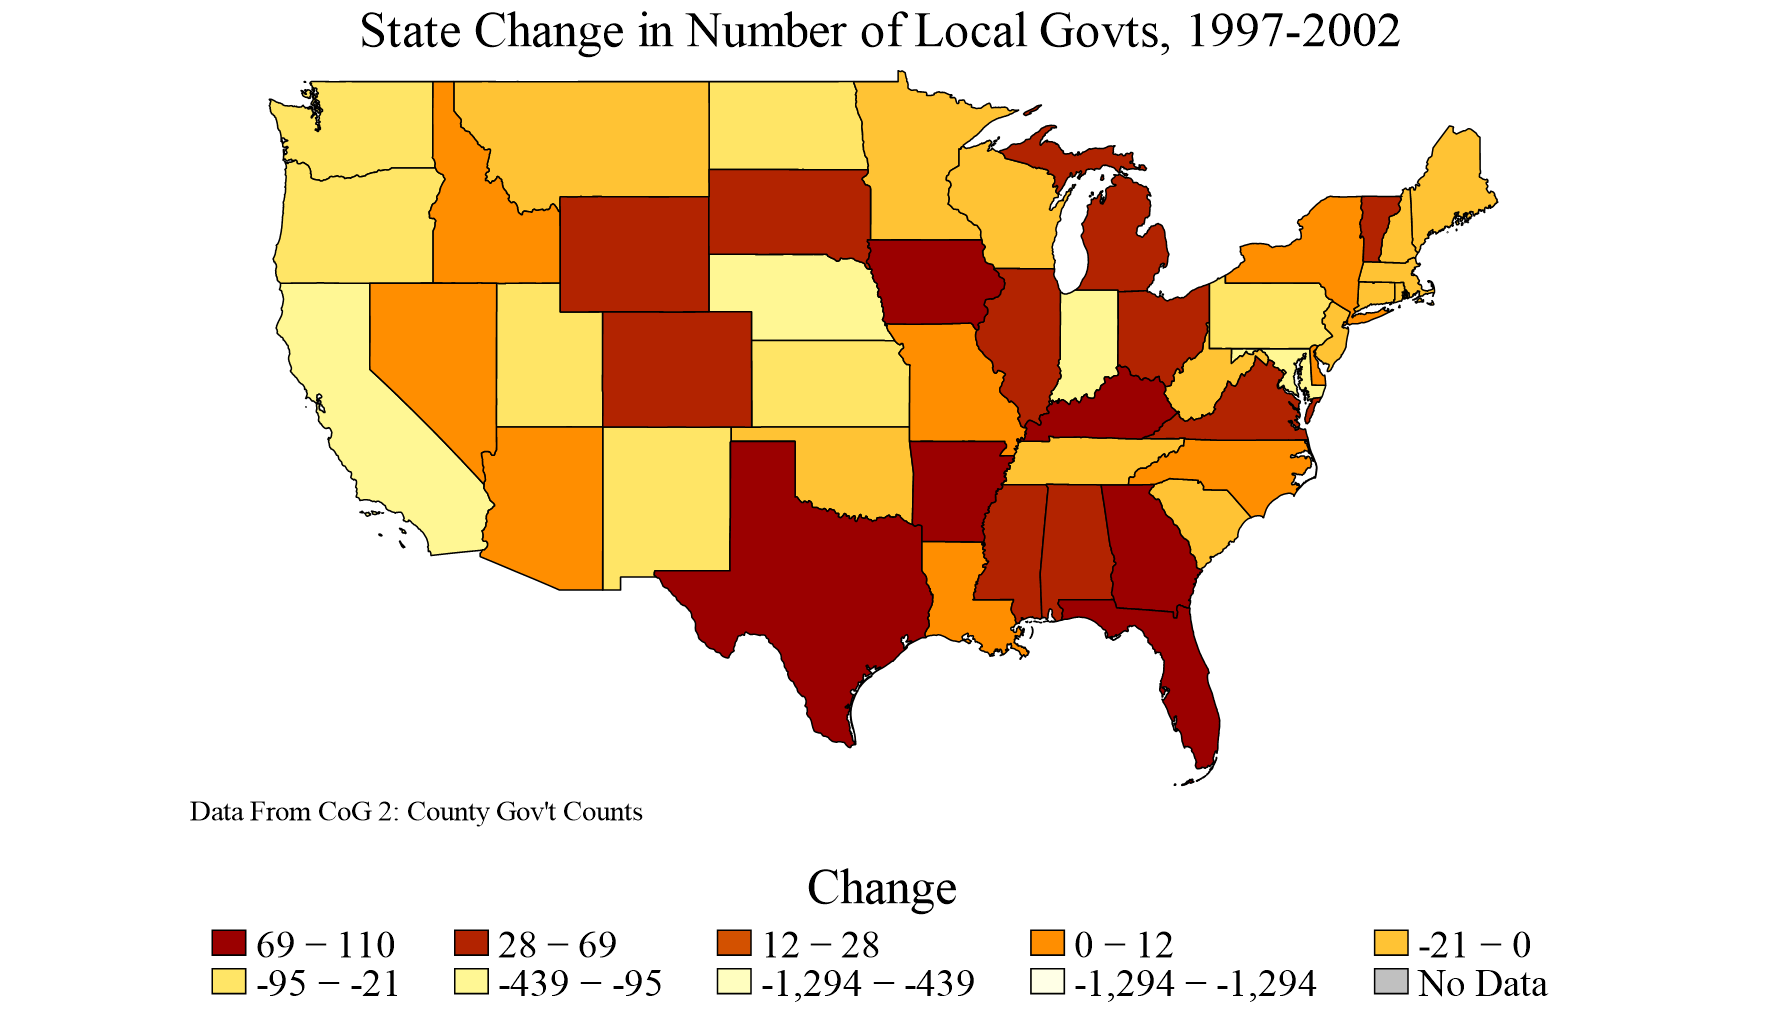 State Change in Number of Local Govts, 1997-2002
Data From CoG 2: County Gov't Counts
Change
69 − 110 28 − 69 12 − 28 0 − 12 -21 − 0
-95 − -21 -439 − -95 -1,294 − -439 -1,294 − -1,294 No Data